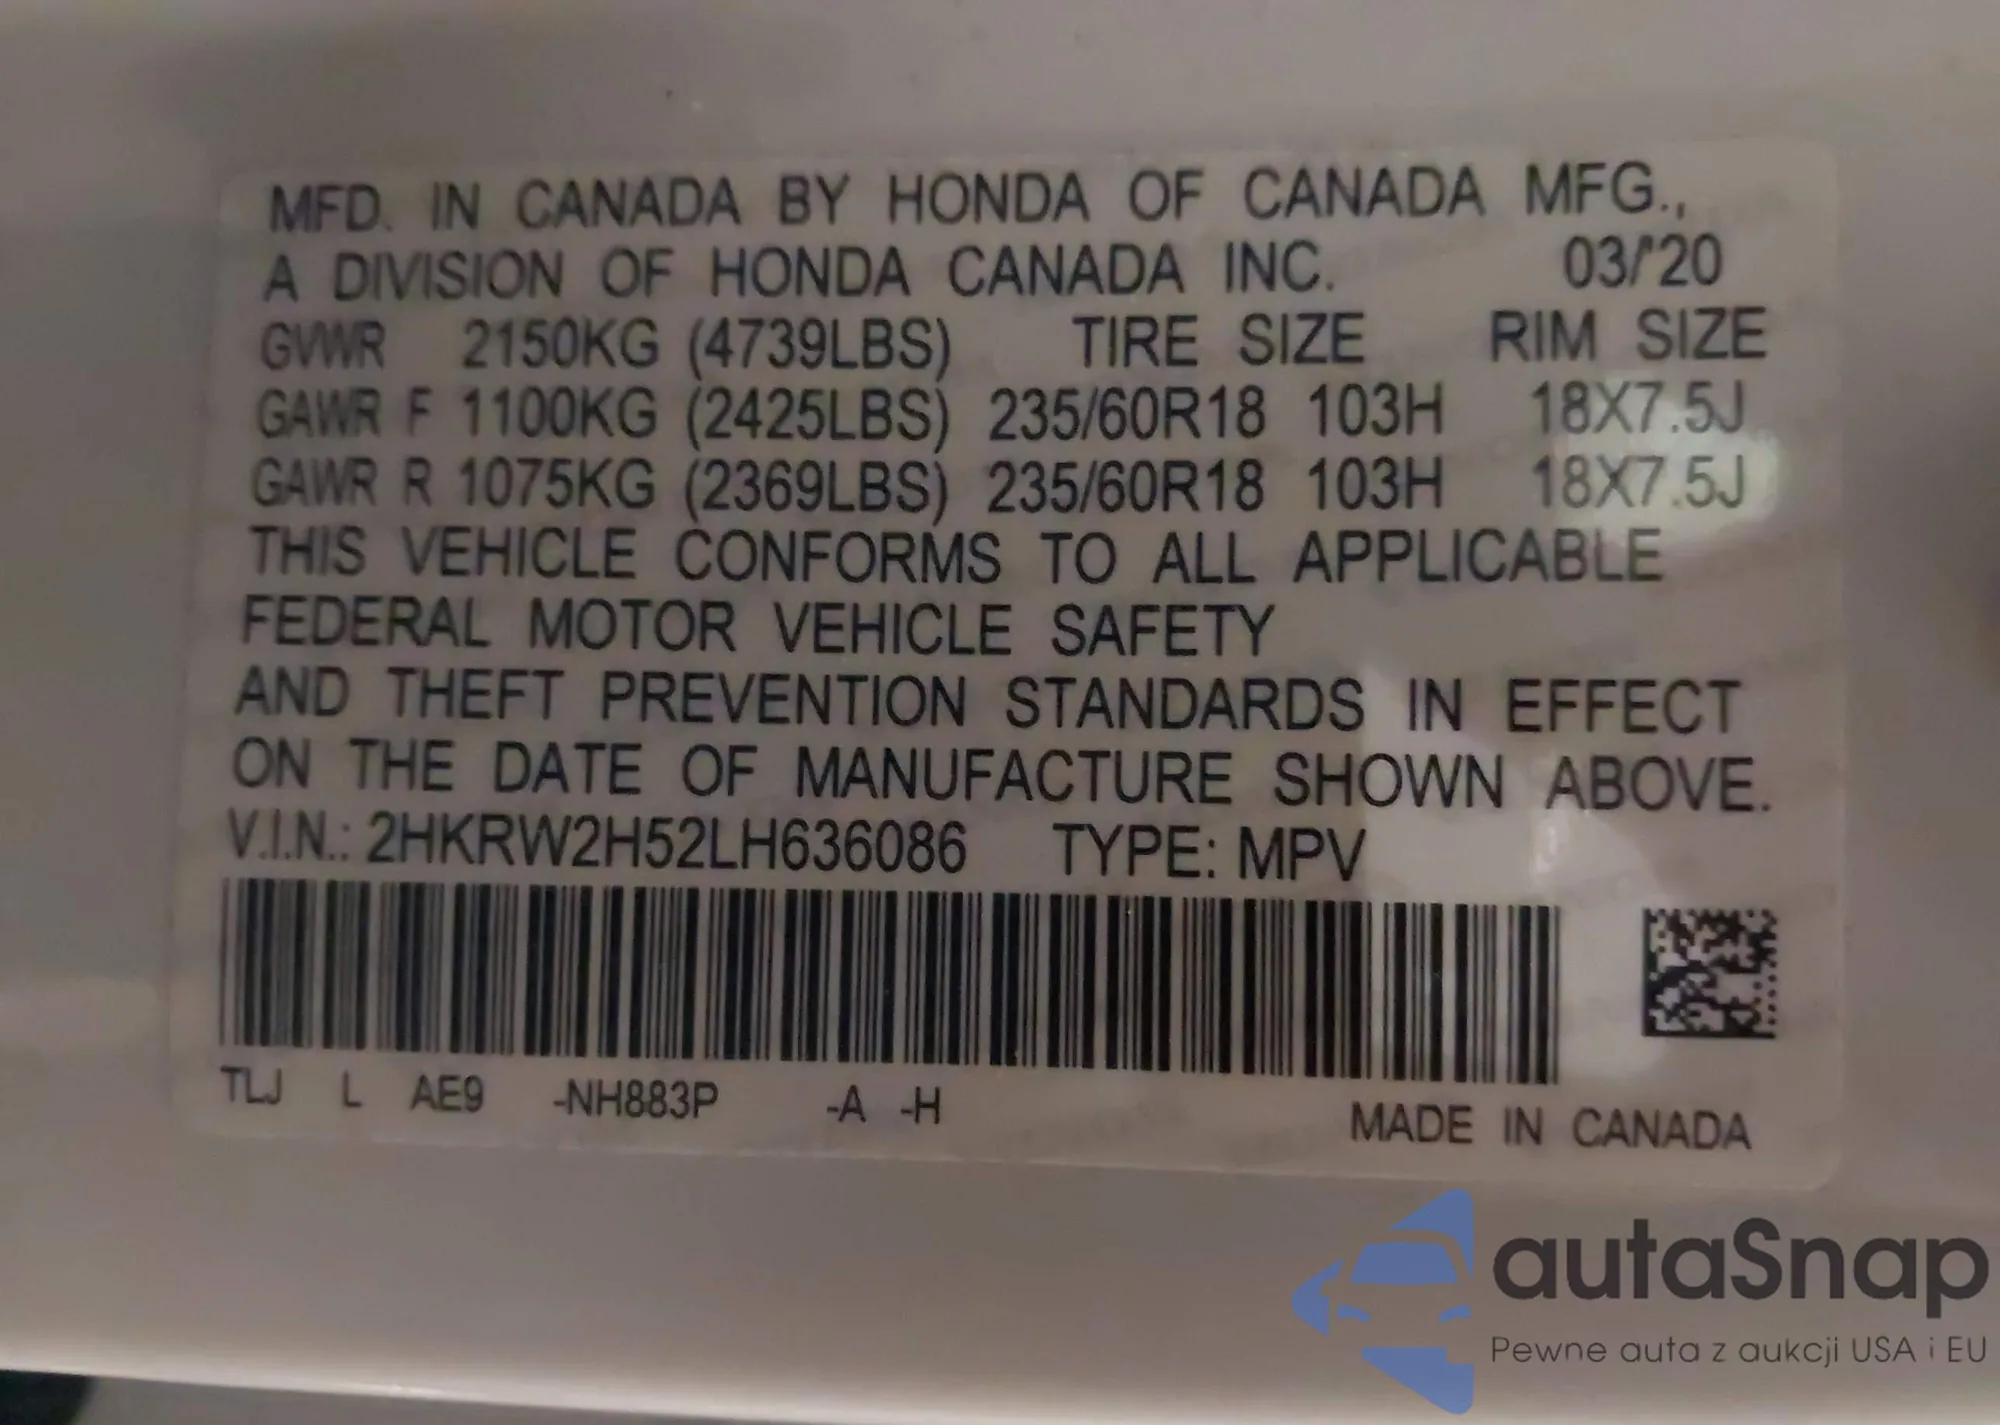 MFD. IN CANADA BY HONDA OF CANADA MFG.,
A DIVISION OF HONDA CANADA INC. 03/'20
GVWR 2150KG (4739LBS) TIRE SIZE RIM SIZE
GAWR F 1100KG (2425LBS) 235/60R18 103H 18X7.5J
GAWR R 1075KG (2369LBS) 235/60R18 103H 18X7.5J
THIS VEHICLE CONFORMS TO ALL APPLICABLE
FEDERAL MOTOR VEHICLE SAFETY
AND THEFT PREVENTION STANDARDS IN EFFECT
ON THE DATE OF MANUFACTURE SHOWN ABOVE.
V.I.N.: 2HKRW2H52LH636086 TYPE: MPV
TLJ L AE9 -NH883P -A -H
MADE IN CANADA
autaSnap
Pewne auta z aukcji USA i EU